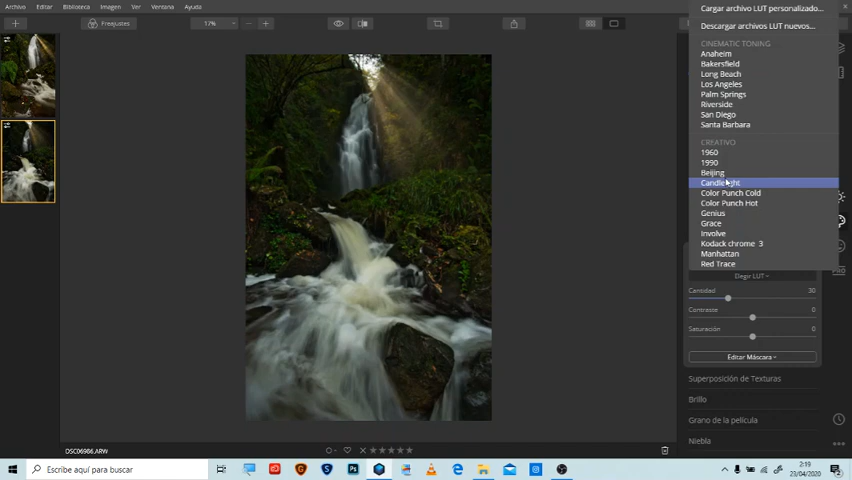 Archivo Editar Biblioteca Imagen Ver Ventana Ayuda
Preajustes
17%
Cargar archivo LUT personalizado...
Descargar archivos LUT nuevos...
CINEMATIC TONING
Anaheim
Bakersfield
Long Beach
Los Angeles
Palm Springs
Riverside
San Diego
Santa Barbara
CREATIVO
1960
1990
Beijing
Candlelight
Color Punch Cold
Color Punch Hot
Genius
Grace
Involve
Kodack chrome 3
Manhattan
Red Trace
Elegir LUT
Cantidad 30
Contraste 0
Saturación 0
Editar Máscara
Superposición de Texturas
Brillo
Grano de la película
Niebla
PRO
DSC06986.ARW
Escribe aquí para buscar
2:19
23/04/2020